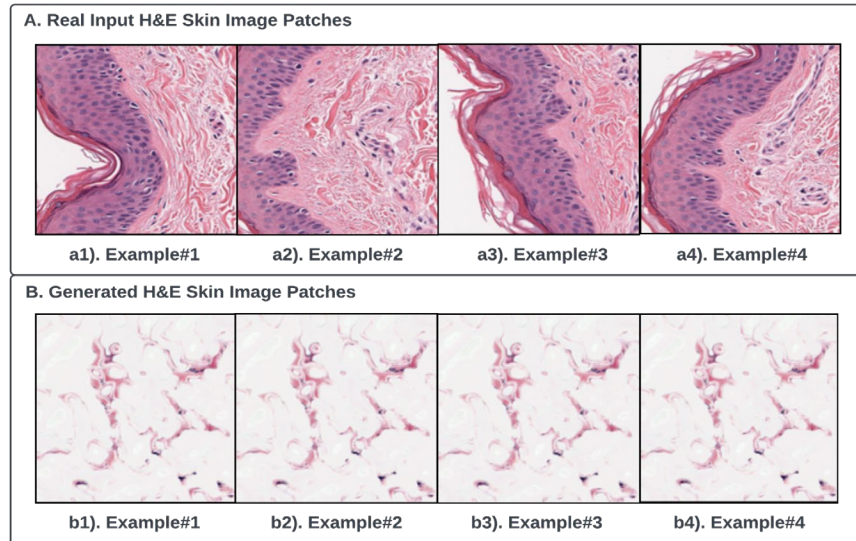 A. Real Input H&E Skin Image Patches
a1). Example#1 a2). Example#2 a3). Example#3 a4). Example#4
B. Generated H&E Skin Image Patches
b1). Example#1 b2). Example#2 b3). Example#3 b4). Example#4